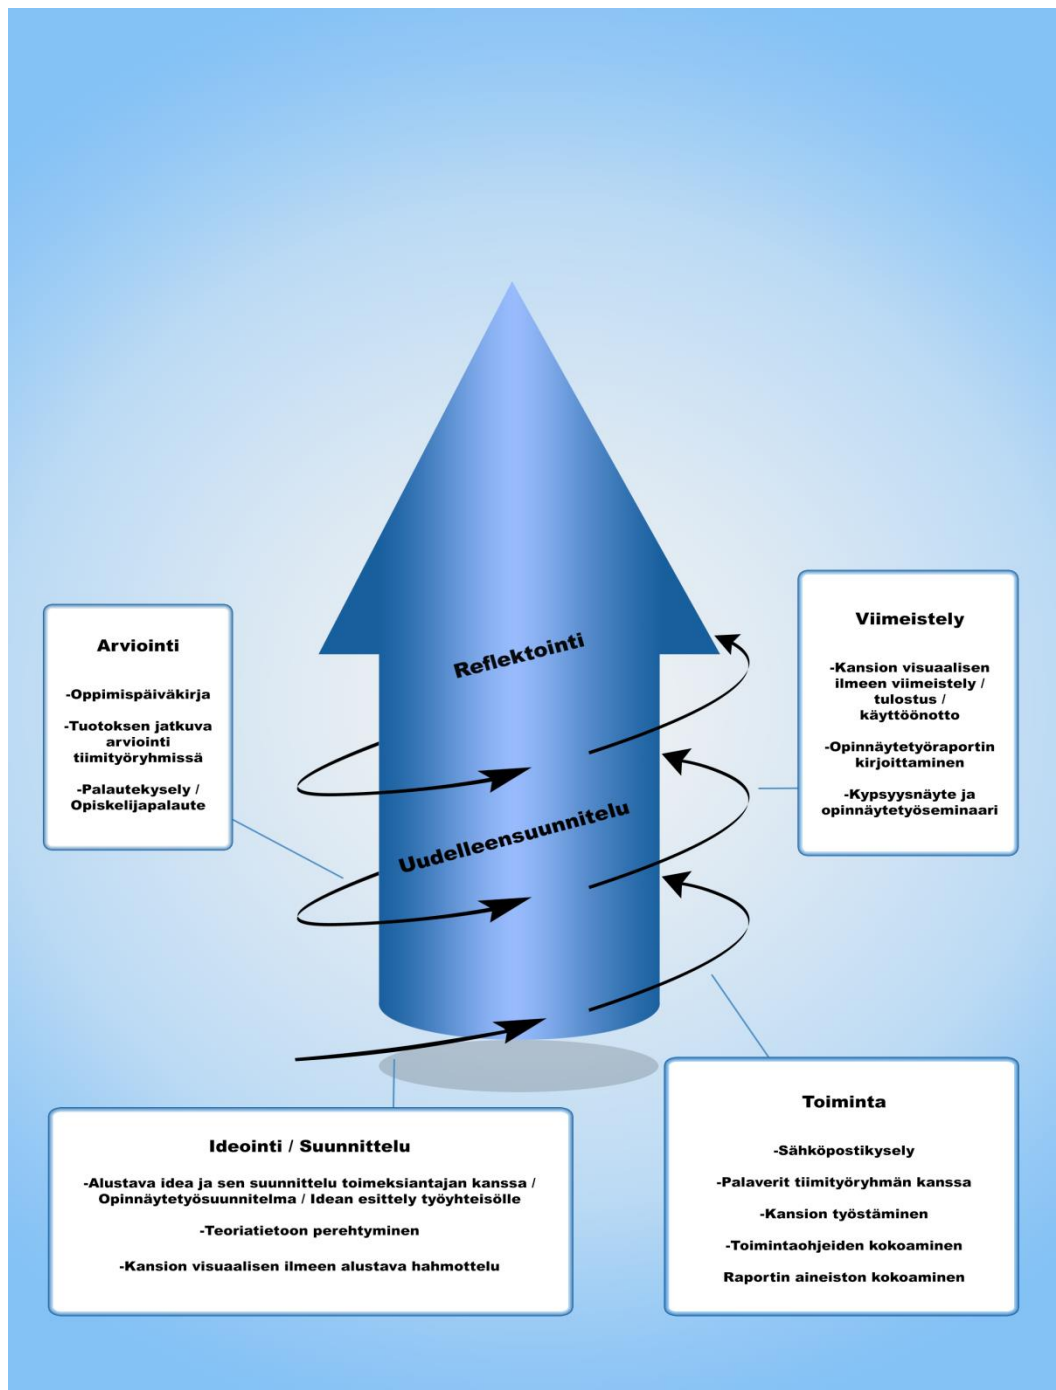 Reflektointi
Uudelleensuunnitelu
Arviointi
-Oppimispäiväkirja
-Tuotoksen jatkuva
arviointi
tiimityöryhmissä
-Palautekysely /
Opiskelijapalaute
Viimeistely
-Kansion visuaalisen
ilmeen viimeistely /
tulostus /
käyttöönotto
-Opinnäytetyöraportin
kirjoittaminen
-Kypsyysnäyte ja
opinnäytetyöseminaari
Ideointi / Suunnittelu
-Alustava idea ja sen suunnittelu toimeksiantajan kanssa /
Opinnäytetyösuunnitelma / Idean esittely työyhteisölle
-Teoriatietoon perehtyminen
-Kansion visuaalisen ilmeen alustava hahmottelu
Toiminta
-Sähköpostikysely
-Palaverit tiimityöryhmän kanssa
-Kansion työstäminen
-Toimintaohjeiden kokoaminen
Raportin aineiston kokoaminen